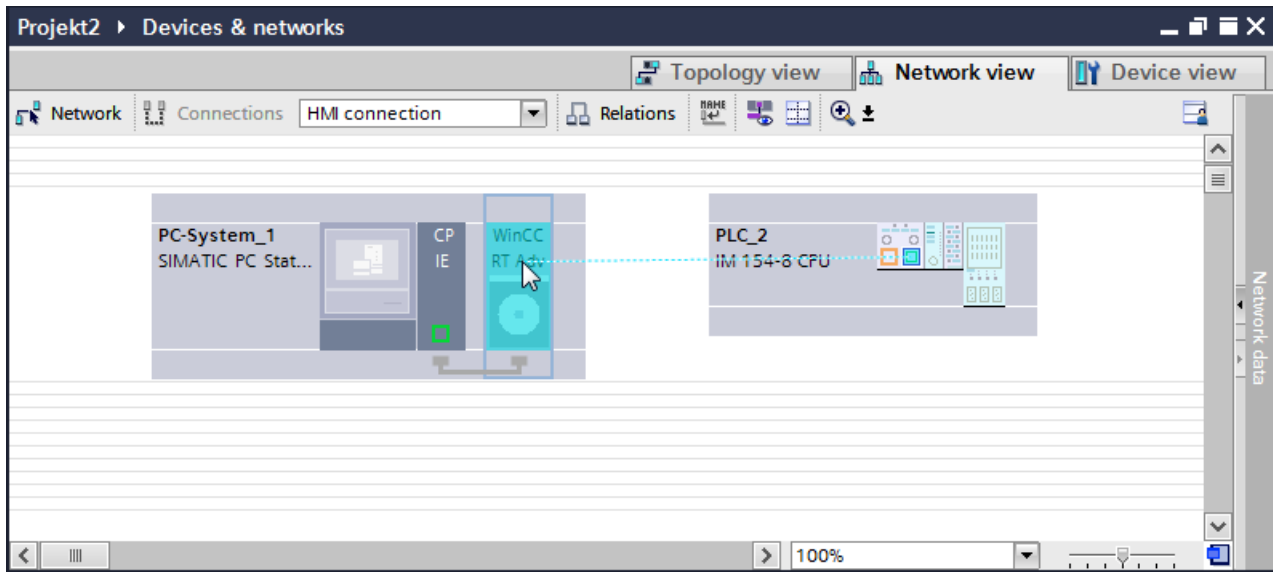 Projekt2 ▸ Devices & networks
Topology view Network view Device view
Network Connections HMI connection Relations NAME
PC-System_1
SIMATIC PC Stat...
CP
IE
WinCC
RT Adv
PLC_2
IM 154-8 CPU
Network data
100%